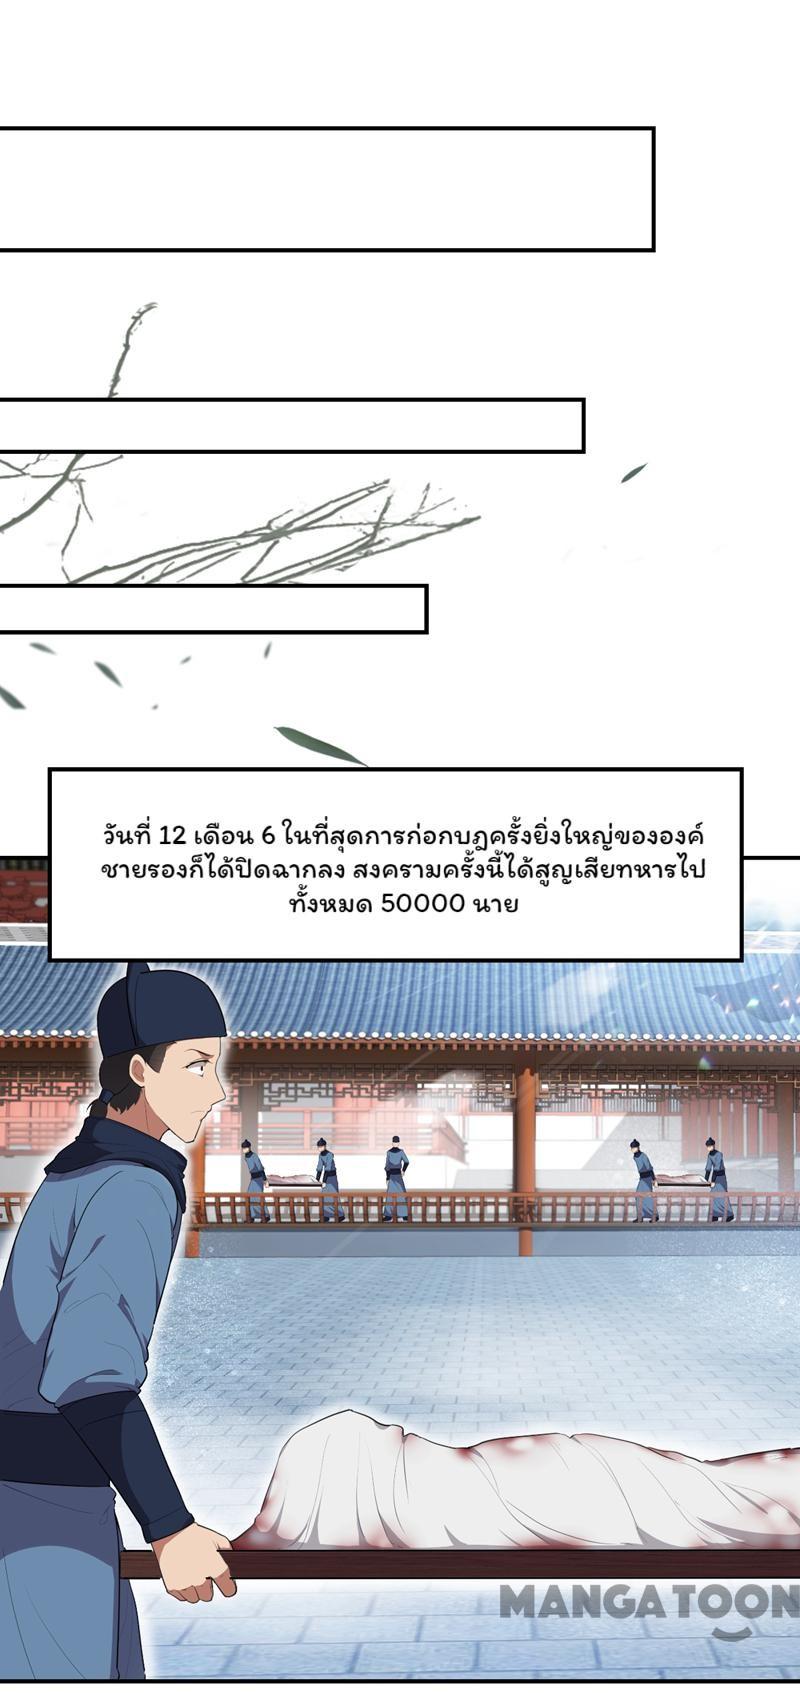 วันที่ 12 เดือน 6 ในที่สุดการก่อกบฎครั้งยิ่งใหญ่ขององค์
ชายรองก็ได้ปิดฉากลง สงครามครั้งนี้ได้สูญเสียทหารไป
ทั้งหมด 50000 นาย
MANGATOON